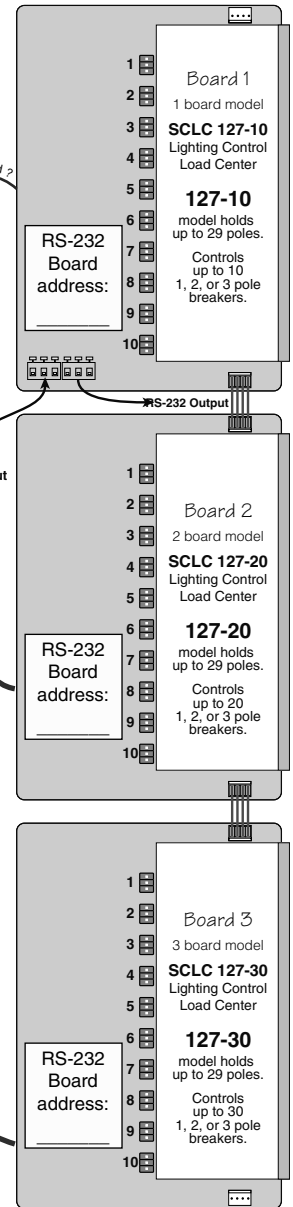 1
2
3
4
5
6
7
8
9
10
Board 1
1 board model
SCLC 127-10
Lighting Control
Load Center
127-10
model holds
up to 29 poles.
Controls
up to 10
1, 2, or 3 pole
breakers.
RS-232
Board
address:
RS-232 Output
1
2
3
4
5
6
7
8
9
10
Board 2
2 board model
SCLC 127-20
Lighting Control
Load Center
127-20
model holds
up to 29 poles.
Controls
up to 20
1, 2, or 3 pole
breakers.
RS-232
Board
address:
1
2
3
4
5
6
7
8
9
10
Board 3
3 board model
SCLC 127-30
Lighting Control
Load Center
127-30
model holds
up to 29 poles.
Controls
up to 30
1, 2, or 3 pole
breakers.
RS-232
Board
address: